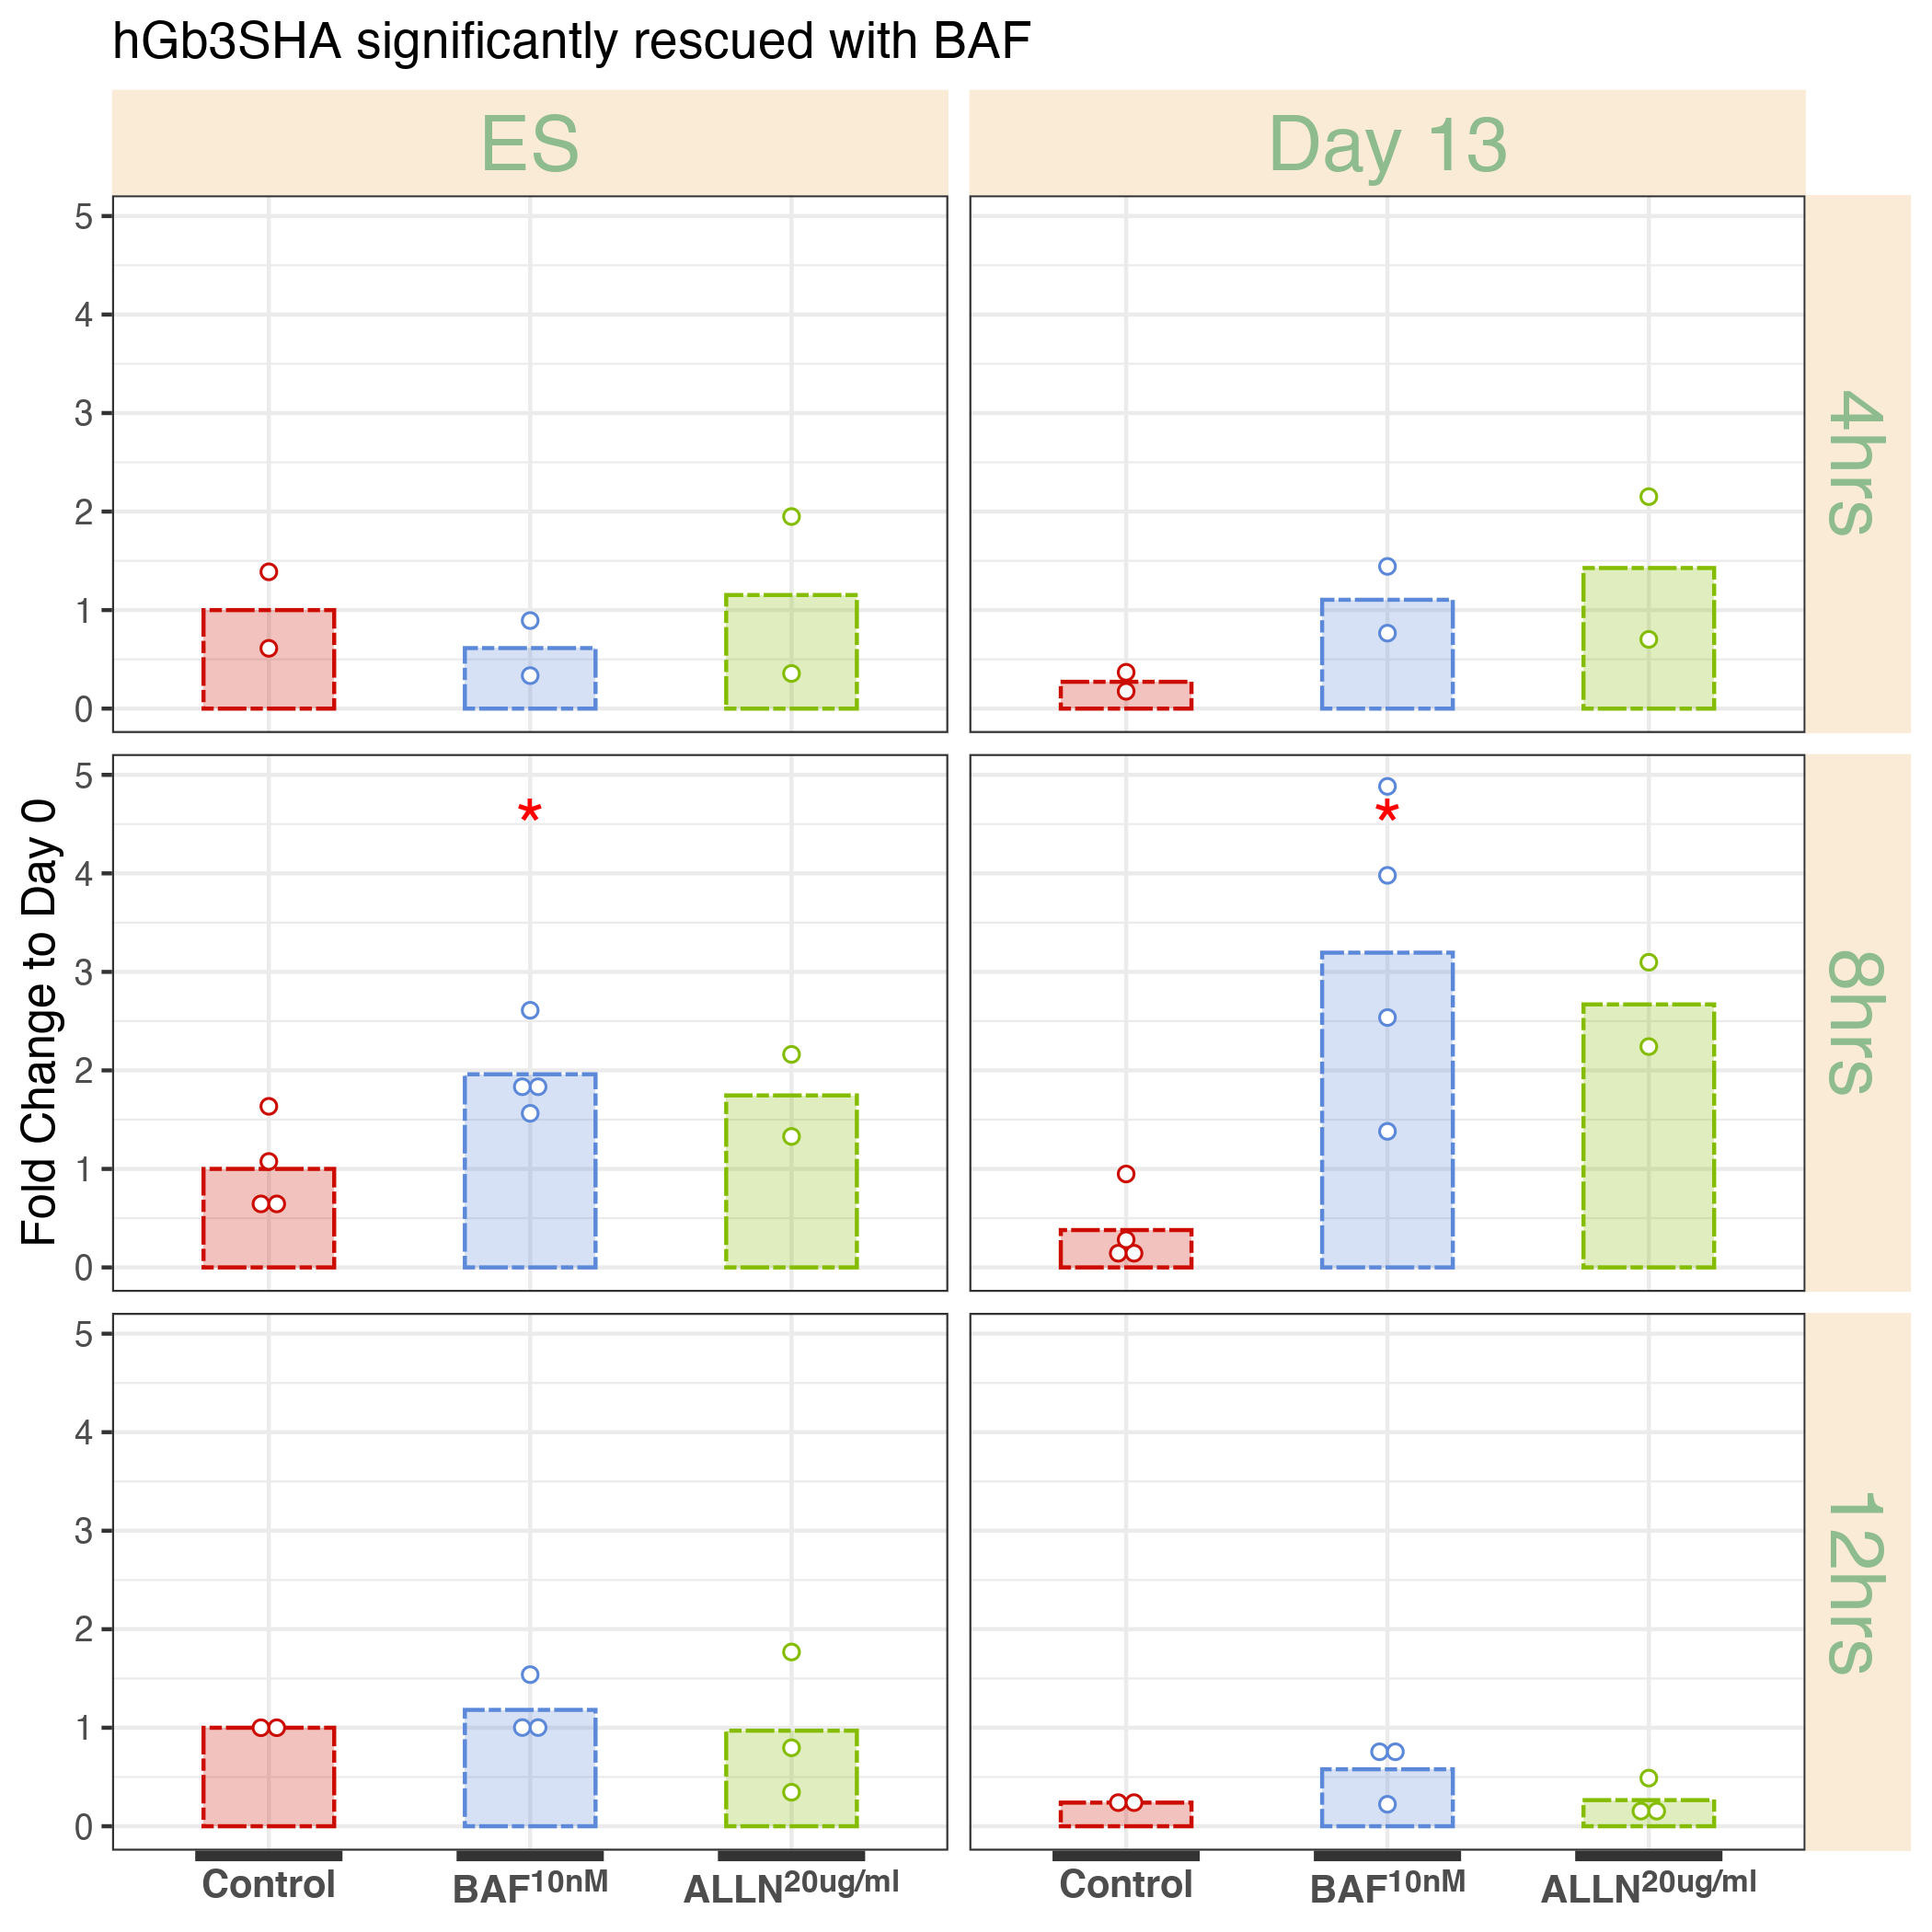 hGb3SHA significantly rescued with BAF
ES
Day 13
5
4
3
2
1
0
4hrs
Fold Change to Day 0
5
4
3
2
1
0
*
*
8hrs
5
4
3
2
1
0
12hrs
Control
BAF10nM
ALLN20ug/ml
Control
BAF10nM
ALLN20ug/ml